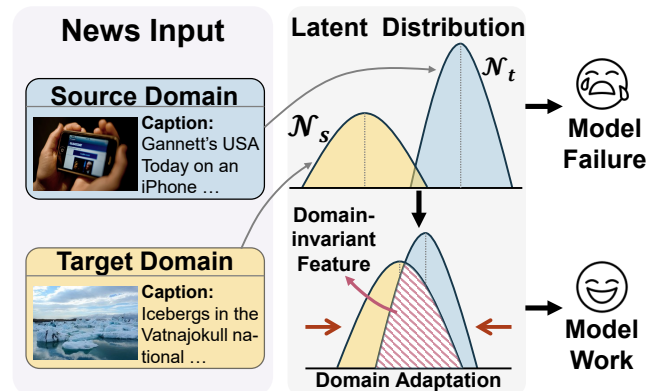 News Input
Source Domain
Caption:
Gannett's USA
Today on an
iPhone ...
Target Domain
Caption:
Icebergs in the
Vatnajokull na-
tional ...
Latent Distribution
𝒩s
𝒩t
Domain-
invariant
Feature
Domain Adaptation
Model
Failure
Model
Work